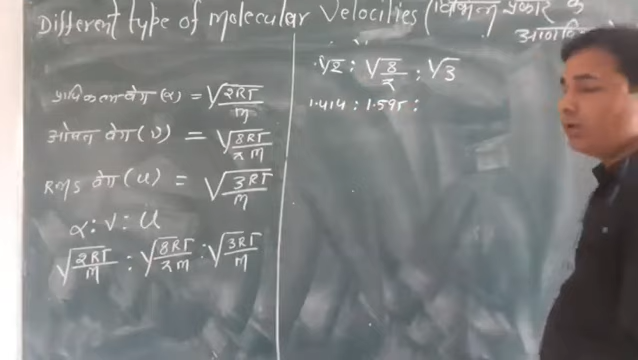 Different type of molecular Velocities (विभिन्न प्रकार के
प्रायिकतम वेग (α) = √2RT/M
औसत वेग (v) = √8RT/πM
RMS वेग (u) = √3RT/M
α : v : u
√2RT/M : √8RT/πM : √3RT/M
√2 : √8/π : √3
1.414 : 1.595 :